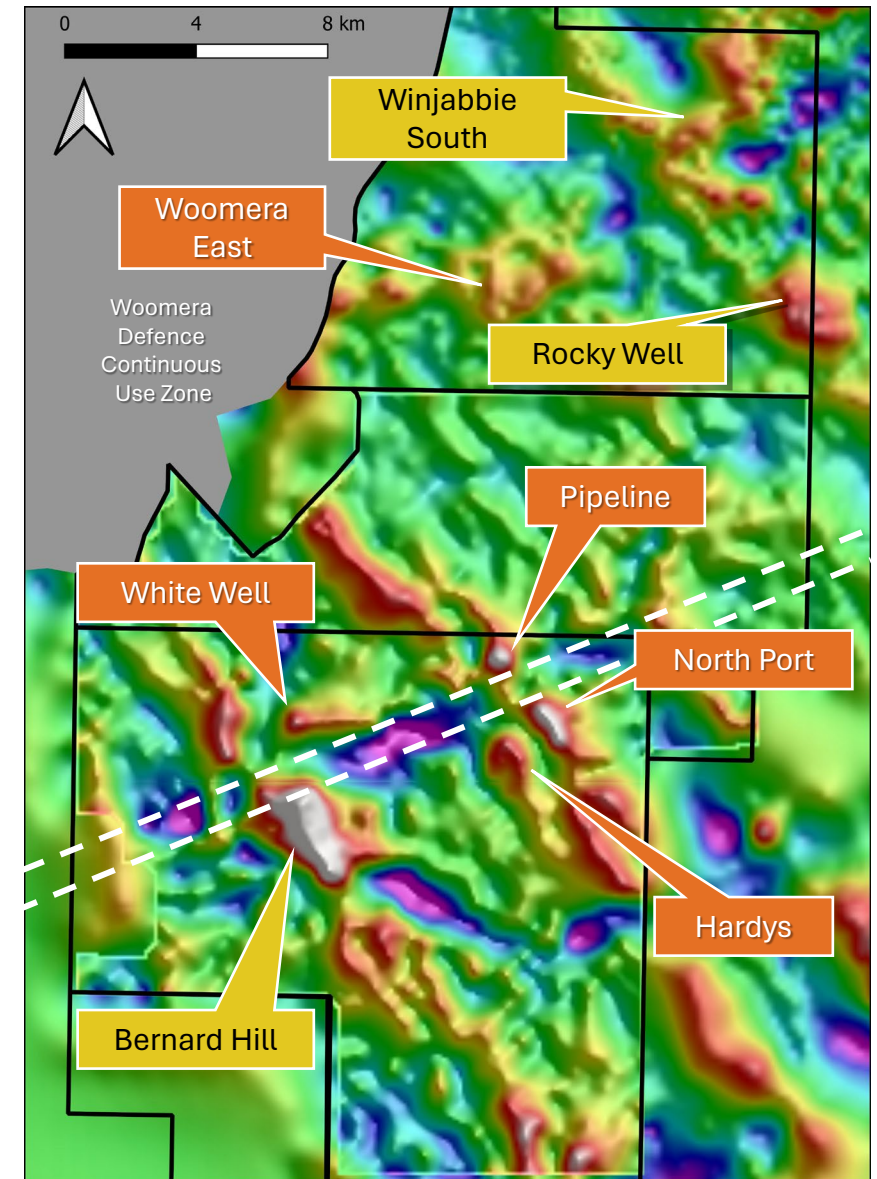 0 4 8 km
Winjabbie
South
Woomera
East
Woomera
Defence
Continuous
Use Zone
Rocky Well
Pipeline
White Well
North Port
Hardys
Bernard Hill